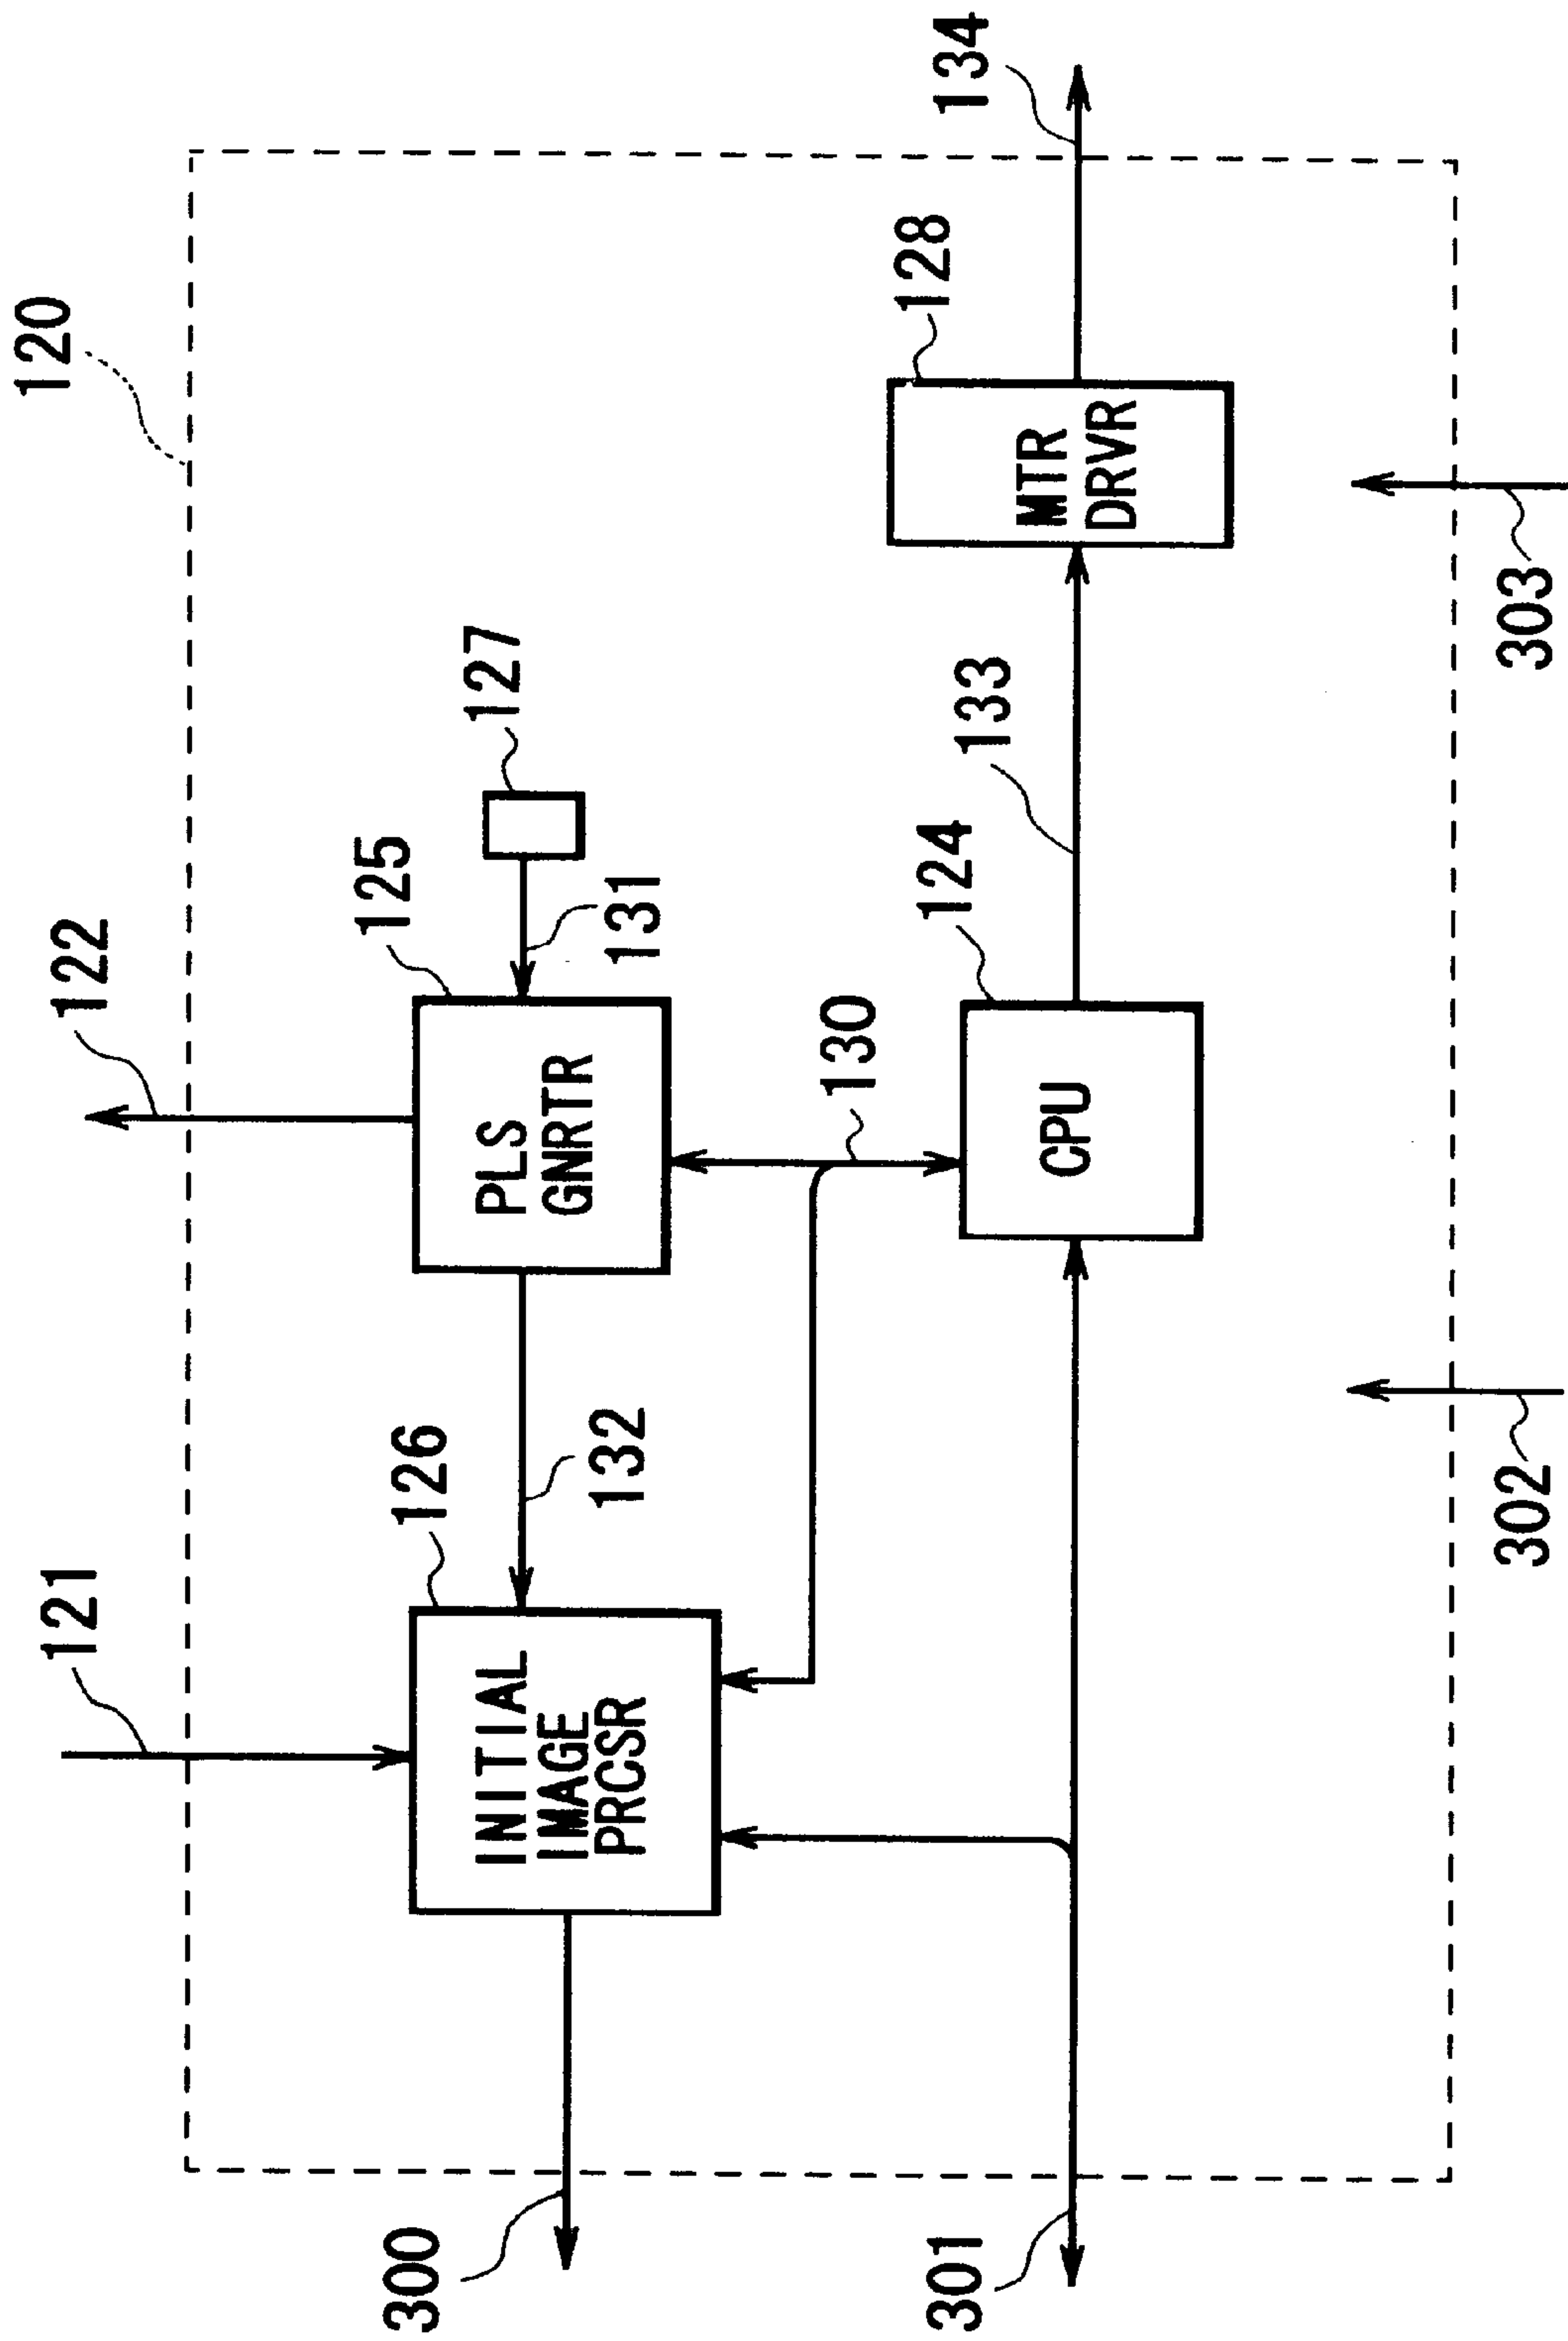 120
121
122
126
125
127
INITIAL
IMAGE
PRCSR
PLS
GNRTR
132
131
130
128
134
124
133
CPU
MTR
DRVR
300
301
302
303